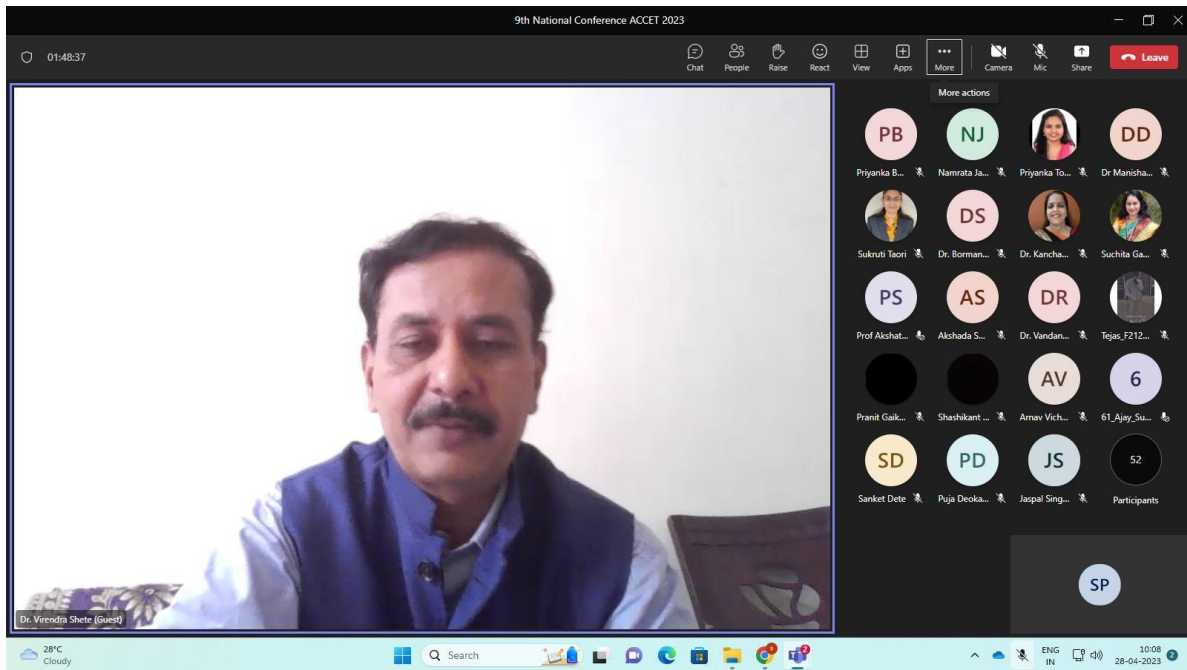 9th National Conference ACCET 2023
01:48:37
Chat People Raise React View Apps More Camera Mic Share Leave
More actions
PB NJ DD
Priyanka B... Namrata Ja... Priyanka To... Dr Manisha...
DS
Sukruti Taori Dr. Borman... Dr. Kancha... Suchita Ga...
PS AS DR
Prof Akshat... Akshada S... Dr. Vandan... Tejas_F212...
AV 6
Pranit Gaik... Shashikant ... Arnav Vich... 61_Ajay_Su...
SD PD JS 52
Sanket Dete Puja Deoka... Jaspal Sing... Participants
SP
Dr. Virendra Shete (Guest)
28°C
Cloudy
Search
2
2
ENG
IN
10:08
28-04-2023
2